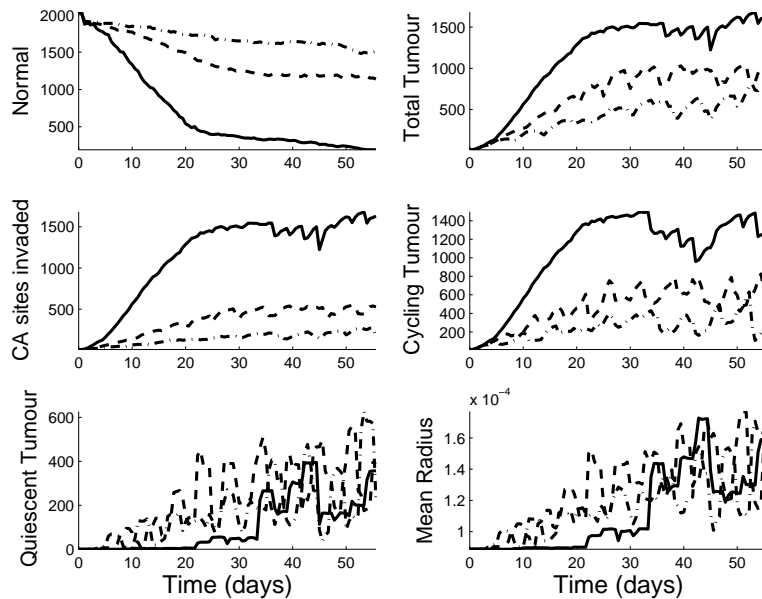 Normal
2000
1500
1000
500
0 10 20 30 40 50
Total Tumour
1500
1000
500
0 10 20 30 40 50
CA sites invaded
1500
1000
500
0 10 20 30 40 50
Cycling Tumour
1400
1200
1000
800
600
400
200
0 10 20 30 40 50
Quiescent Tumour
600
400
200
0
0 10 20 30 40 50
Time (days)
Mean Radius
x 10⁻⁴
1.6
1.4
1.2
1
0 10 20 30 40 50
Time (days)